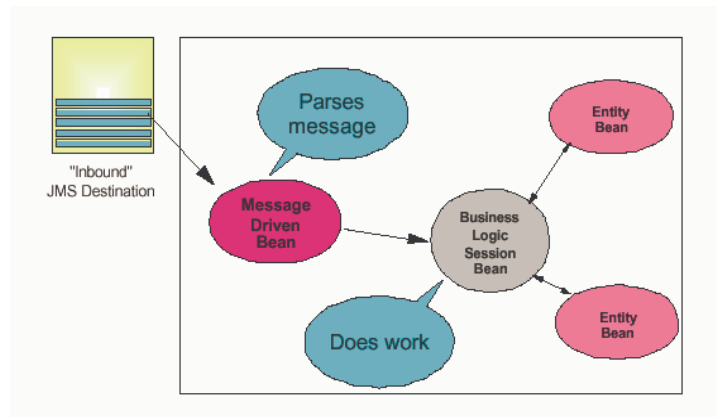 Parses
message
Entity
Bean
"Inbound"
JMS Destination
Message
Driven
Bean
Business
Logic
Session
Bean
Does work
Entity
Bean